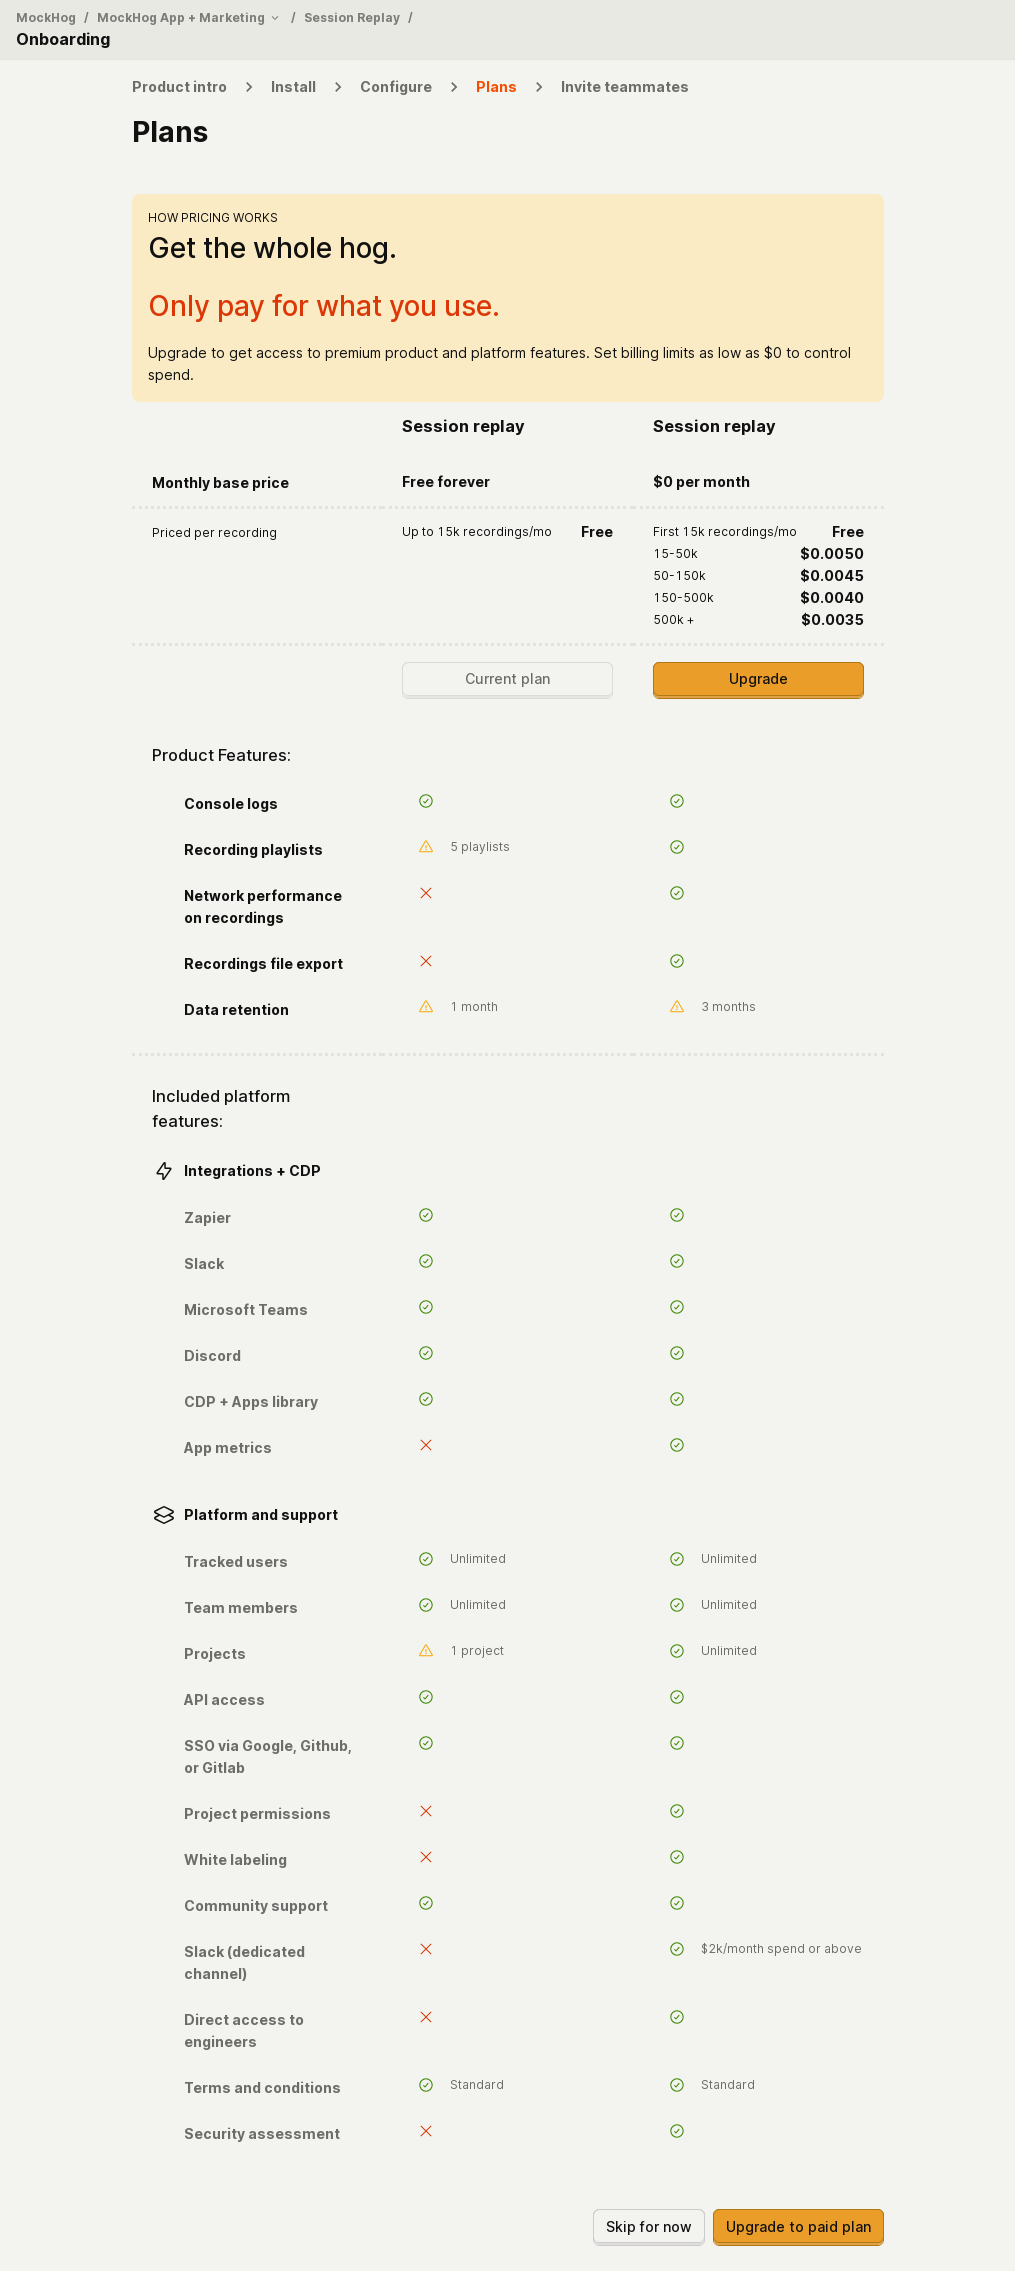 MockHog / MockHog App + Marketing / Session Replay /
Onboarding
Product intro > Install > Configure > Plans > Invite teammates
Plans
HOW PRICING WORKS
Get the whole hog.
Only pay for what you use.
Upgrade to get access to premium product and platform features. Set billing limits as low as $0 to control
spend.
Session replay Session replay
Monthly base price Free forever $0 per month
Priced per recording Up to 15k recordings/mo Free First 15k recordings/mo Free
15-50k $0.0050
50-150k $0.0045
150-500k $0.0040
500k + $0.0035
Current plan Upgrade
Product Features:
Console logs
Recording playlists 5 playlists
Network performance
on recordings
Recordings file export
Data retention 1 month 3 months
Included platform
features:
Integrations + CDP
Zapier
Slack
Microsoft Teams
Discord
CDP + Apps library
App metrics
Platform and support
Tracked users Unlimited Unlimited
Team members Unlimited Unlimited
Projects 1 project Unlimited
API access
SSO via Google, Github,
or Gitlab
Project permissions
White labeling
Community support
Slack (dedicated $2k/month spend or above
channel)
Direct access to
engineers
Terms and conditions Standard Standard
Security assessment
Skip for now Upgrade to paid plan